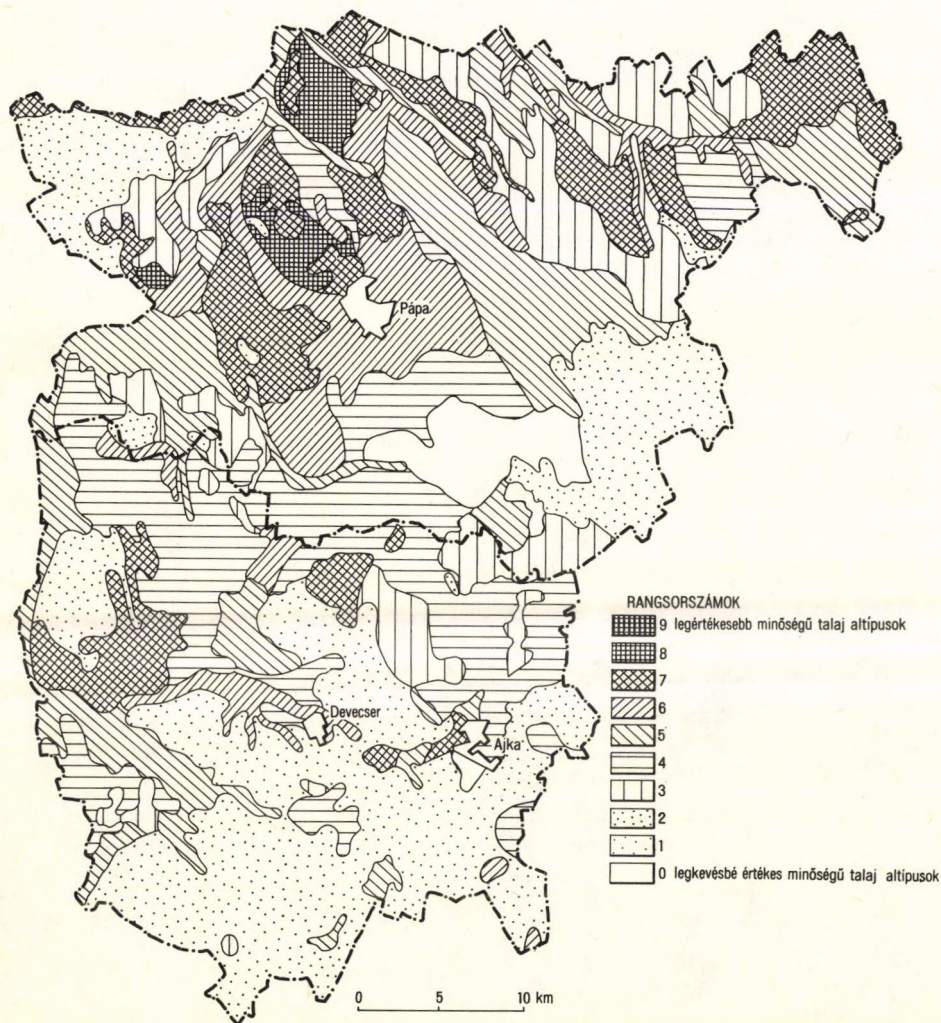 Pápa
Devecser
Ajka
RANGSORSZÁMOK
9 legértékesebb minőségű talaj altípusok
8
7
6
5
4
3
2
1
0 legkevésbé értékes minőségű talaj altípusok
0 5 10 km